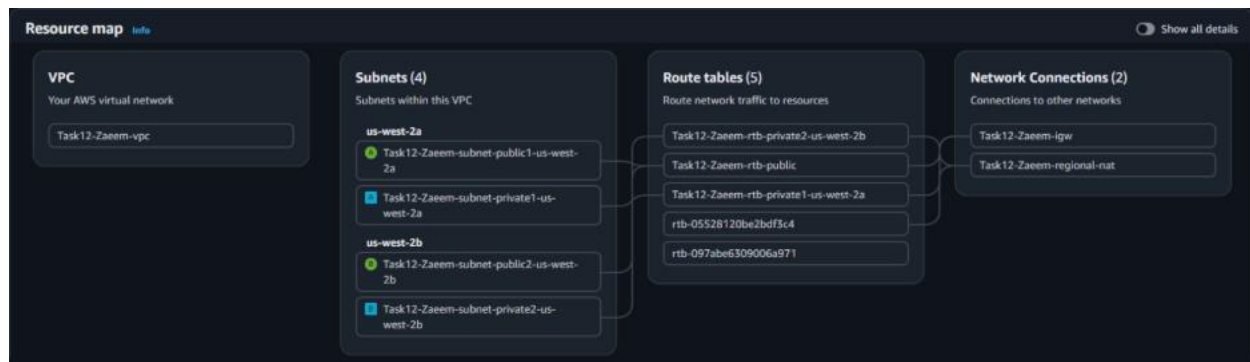 Resource map Info
Show all details
VPC
Your AWS virtual network
Task12-Zaeem-vpc
Subnets (4)
Subnets within this VPC
us-west-2a
A Task12-Zaeem-subnet-public1-us-west-
2a
A Task12-Zaeem-subnet-private1-us-
west-2a
us-west-2b
B Task12-Zaeem-subnet-public2-us-west-
2b
B Task12-Zaeem-subnet-private2-us-
west-2b
Route tables (5)
Route network traffic to resources
Task12-Zaeem-rtb-private2-us-west-2b
Task12-Zaeem-rtb-public
Task12-Zaeem-rtb-private1-us-west-2a
rtb-05528120be2bdf3c4
rtb-097abe6309006a971
Network Connections (2)
Connections to other networks
Task12-Zaeem-igw
Task12-Zaeem-regional-nat